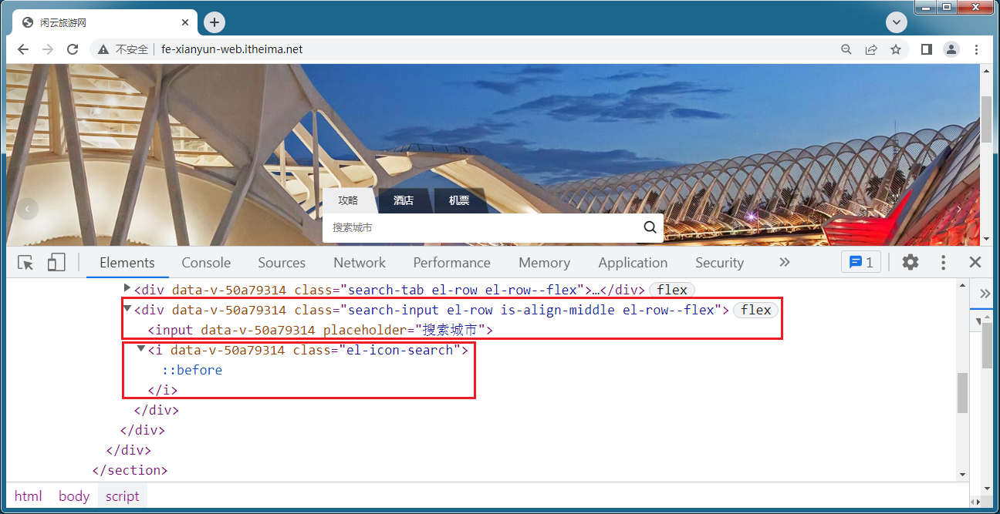 闲云旅游网
不安全 fe-xianyun-web.itheima.net
攻略 酒店 机票
搜索城市
Elements Console Sources Network Performance Memory Application Security 1
<div data-v-50a79314 class="search-tab el-row el-row--flex">…</div> flex
<div data-v-50a79314 class="search-input el-row is-align-middle el-row--flex"> flex
<input data-v-50a79314 placeholder="搜索城市">
<i data-v-50a79314 class="el-icon-search">
::before
</i>
</div>
</div>
</div>
</section>
html body script